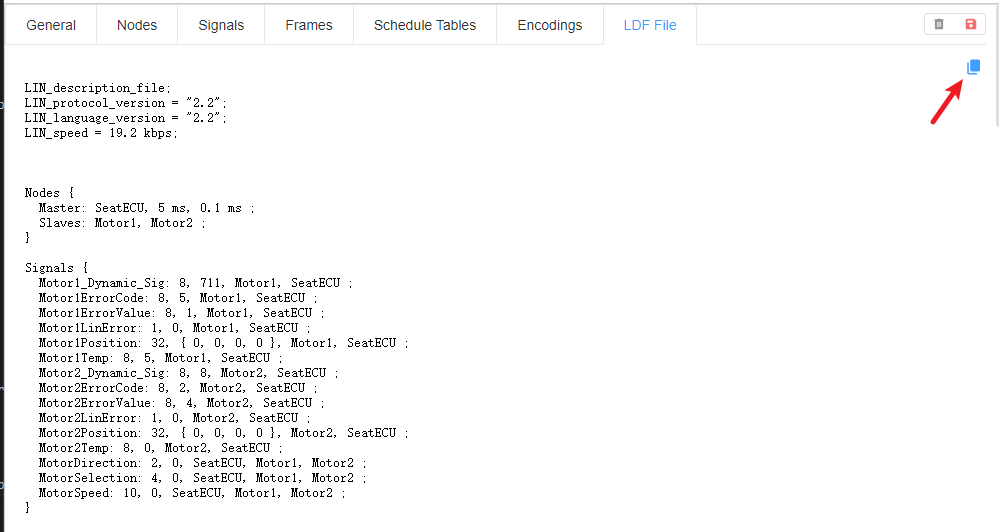 General Nodes Signals Frames Schedule Tables Encodings LDF File
LIN_description_file;
LIN_protocol_version = "2.2";
LIN_language_version = "2.2";
LIN_speed = 19.2 kbps;
Nodes {
Master: SeatECU, 5 ms, 0.1 ms ;
Slaves: Motor1, Motor2 ;
}
Signals {
Motor1_Dynamic_Sig: 8, 711, Motor1, SeatECU ;
Motor1ErrorCode: 8, 5, Motor1, SeatECU ;
Motor1ErrorValue: 8, 1, Motor1, SeatECU ;
Motor1LinError: 1, 0, Motor1, SeatECU ;
Motor1Position: 32, { 0, 0, 0, 0 }, Motor1, SeatECU ;
Motor1Temp: 8, 5, Motor1, SeatECU ;
Motor2_Dynamic_Sig: 8, 8, Motor2, SeatECU ;
Motor2ErrorCode: 8, 2, Motor2, SeatECU ;
Motor2ErrorValue: 8, 4, Motor2, SeatECU ;
Motor2LinError: 1, 0, Motor2, SeatECU ;
Motor2Position: 32, { 0, 0, 0, 0 }, Motor2, SeatECU ;
Motor2Temp: 8, 0, Motor2, SeatECU ;
MotorDirection: 2, 0, SeatECU, Motor1, Motor2 ;
MotorSelection: 4, 0, SeatECU, Motor1, Motor2 ;
MotorSpeed: 10, 0, SeatECU, Motor1, Motor2 ;
}